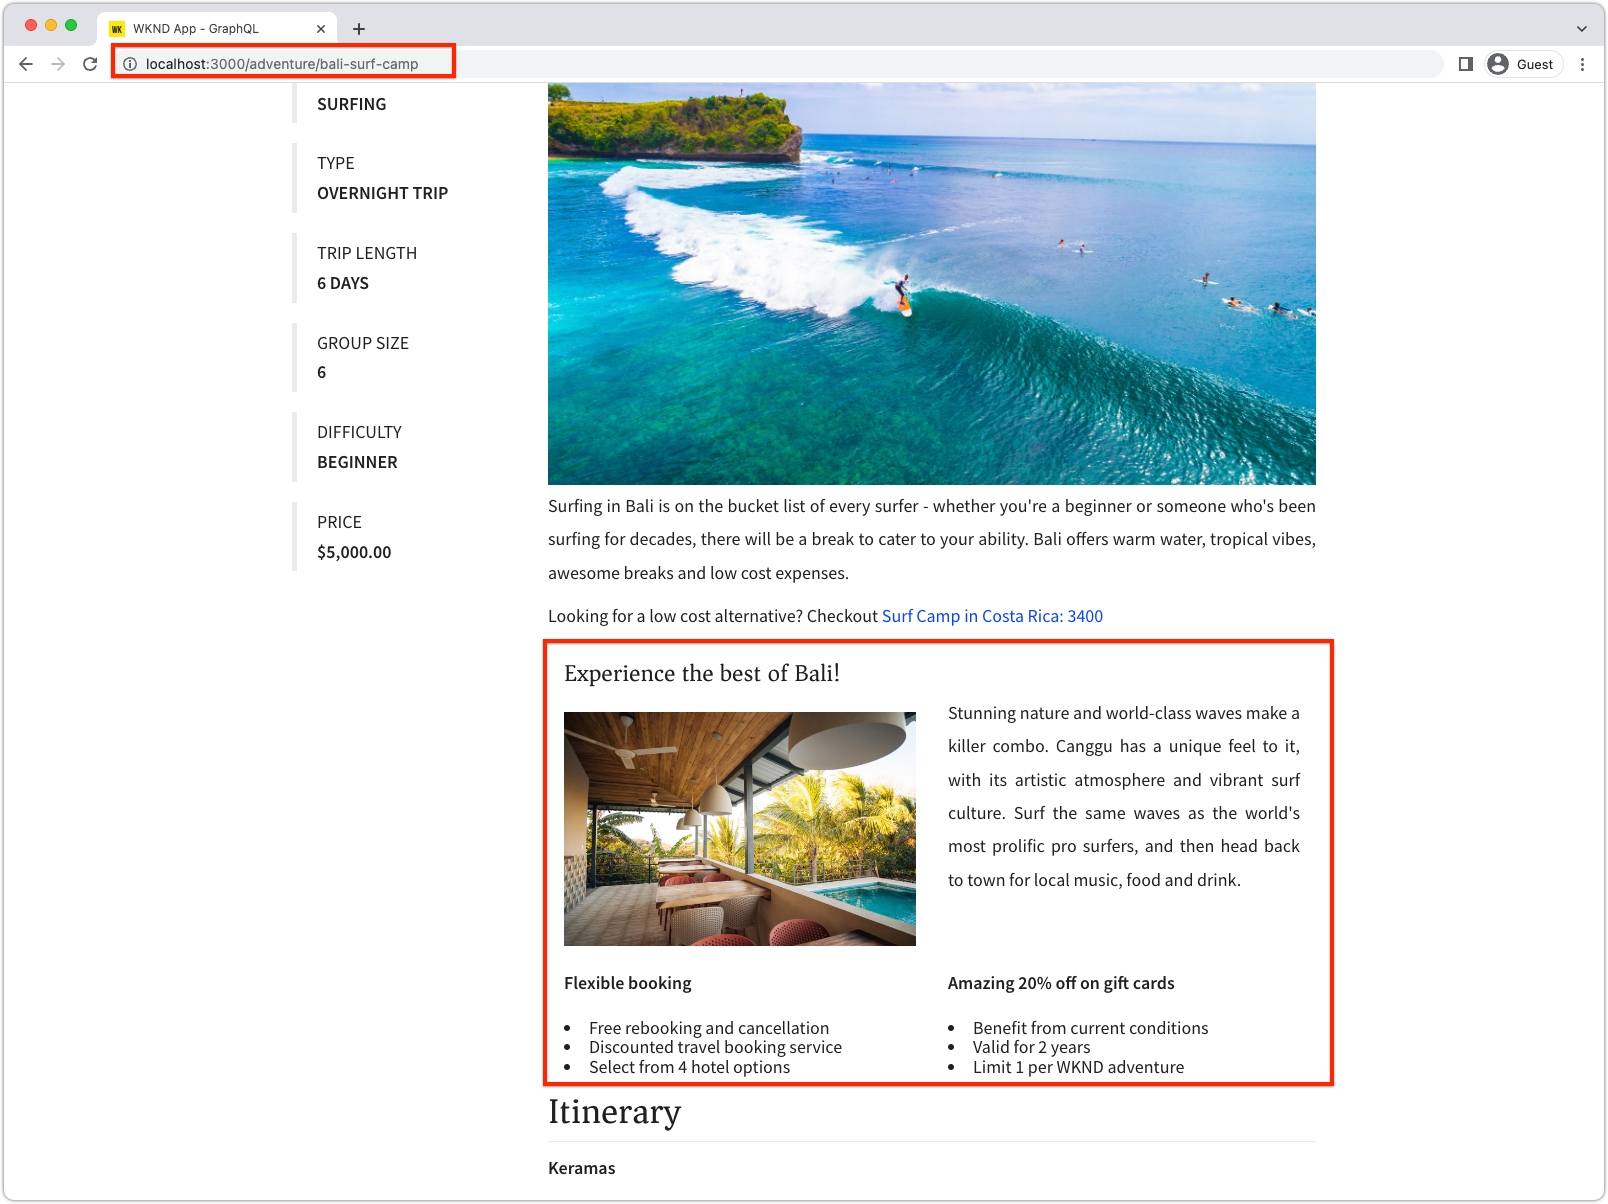 WK WKND App - GraphQL
localhost:3000/adventure/bali-surf-camp
Guest
SURFING
TYPE
OVERNIGHT TRIP
TRIP LENGTH
6 DAYS
GROUP SIZE
6
DIFFICULTY
BEGINNER
PRICE
$5,000.00
Surfing in Bali is on the bucket list of every surfer - whether you're a beginner or someone who's been
surfing for decades, there will be a break to cater to your ability. Bali offers warm water, tropical vibes,
awesome breaks and low cost expenses.
Looking for a low cost alternative? Checkout Surf Camp in Costa Rica: 3400
Experience the best of Bali!
Stunning nature and world-class waves make a
killer combo. Canggu has a unique feel to it,
with its artistic atmosphere and vibrant surf
culture. Surf the same waves as the world's
most prolific pro surfers, and then head back
to town for local music, food and drink.
Flexible booking
• Free rebooking and cancellation
• Discounted travel booking service
• Select from 4 hotel options
Amazing 20% off on gift cards
• Benefit from current conditions
• Valid for 2 years
• Limit 1 per WKND adventure
Itinerary
Keramas